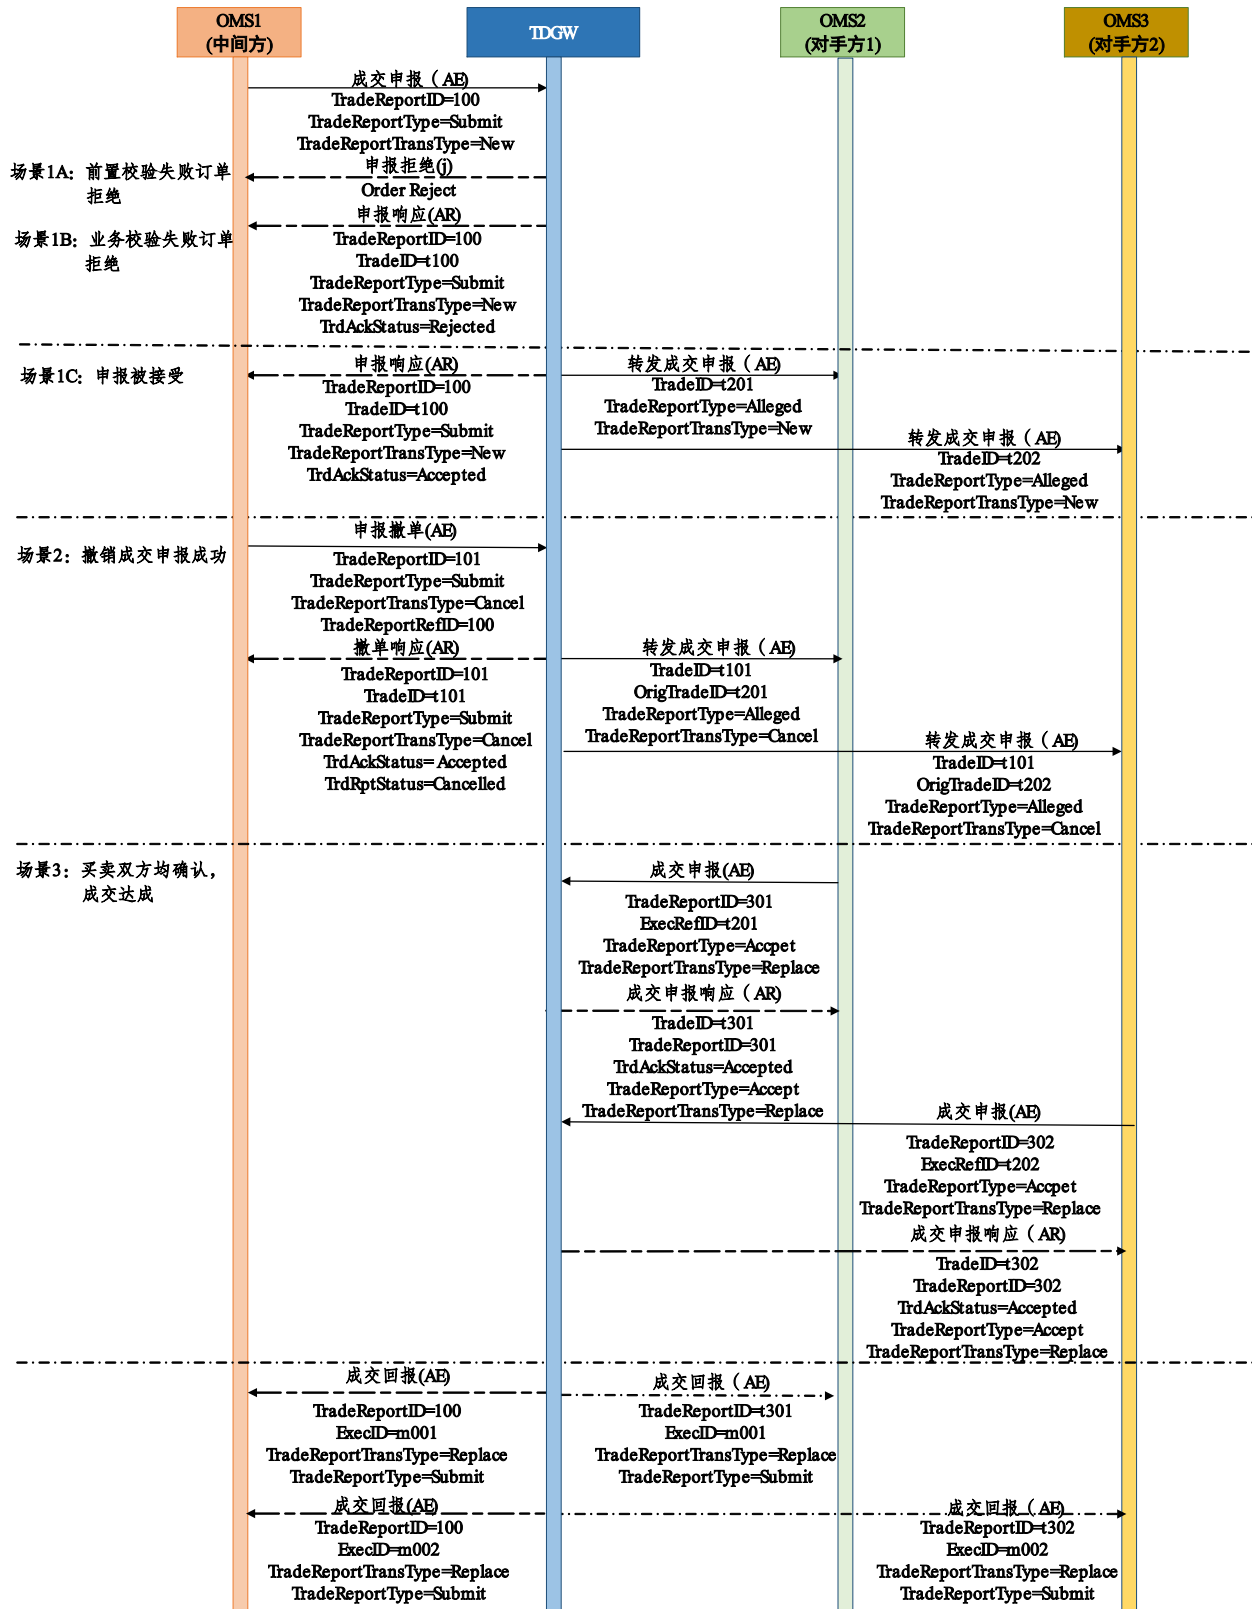 OMS1
(中间方)
TDGW
OMS2
(对手方1)
OMS3
(对手方2)
成交申报（AE）
TradeReportID=100
TradeReportType=Submit
TradeReportTransType=New
场景1A：前置校验失败订单
拒绝
申报拒绝(j)
Order Reject
场景1B：业务校验失败订单
拒绝
申报响应(AR)
TradeReportID=100
TradeID=t100
TradeReportType=Submit
TradeReportTransType=New
TrdAckStatus=Rejected
场景1C：申报被接受
申报响应(AR)
TradeReportID=100
TradeID=t100
TradeReportType=Submit
TradeReportTransType=New
TrdAckStatus=Accepted
转发成交申报（AE）
TradeID=t201
TradeReportType=Alleged
TradeReportTransType=New
转发成交申报（AE）
TradeID=t202
TradeReportType=Alleged
TradeReportTransType=New
场景2：撤销成交申报成功
申报撤单(AE)
TradeReportID=101
TradeReportType=Submit
TradeReportTransType=Cancel
TradeReportRefID=100
撤单响应(AR)
TradeReportID=101
TradeID=t101
TradeReportType=Submit
TradeReportTransType=Cancel
TrdAckStatus= Accepted
TrdRptStatus=Cancelled
转发成交申报（AE）
TradeID=t101
OrigTradeID=t201
TradeReportType=Alleged
TradeReportTransType=Cancel
转发成交申报（AE）
TradeID=t101
OrigTradeID=t202
TradeReportType=Alleged
TradeReportTransType=Cancel
场景3：买卖双方均确认，
成交达成
成交申报(AE)
TradeReportID=301
ExecRefID=t201
TradeReportType=Accpet
TradeReportTransType=Replace
成交申报响应（AR)
TradeID=t301
TradeReportID=301
TrdAckStatus=Accepted
TradeReportType=Accept
TradeReportTransType=Replace
成交申报(AE)
TradeReportID=302
ExecRefID=t202
TradeReportType=Accpet
TradeReportTransType=Replace
成交申报响应（AR)
TradeID=t302
TradeReportID=302
TrdAckStatus=Accepted
TradeReportType=Accept
TradeReportTransType=Replace
成交回报(AE)
TradeReportID=100
ExecID=m001
TradeReportTransType=Replace
TradeReportType=Submit
成交回报（AE)
TradeReportID=t301
ExecID=m001
TradeReportTransType=Replace
TradeReportType=Submit
成交回报(AE)
TradeReportID=100
ExecID=m002
TradeReportTransType=Replace
TradeReportType=Submit
成交回报（AE)
TradeReportID=t302
ExecID=m002
TradeReportTransType=Replace
TradeReportType=Submit